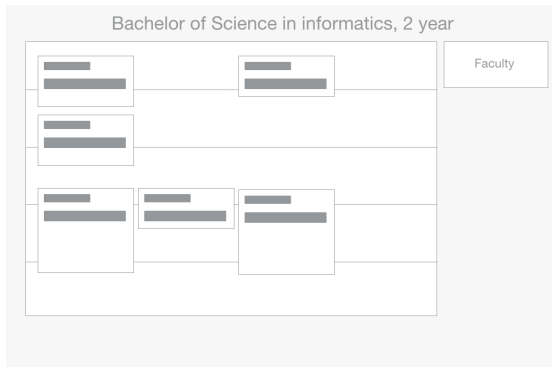 Bachelor of Science in informatics, 2 year
Faculty